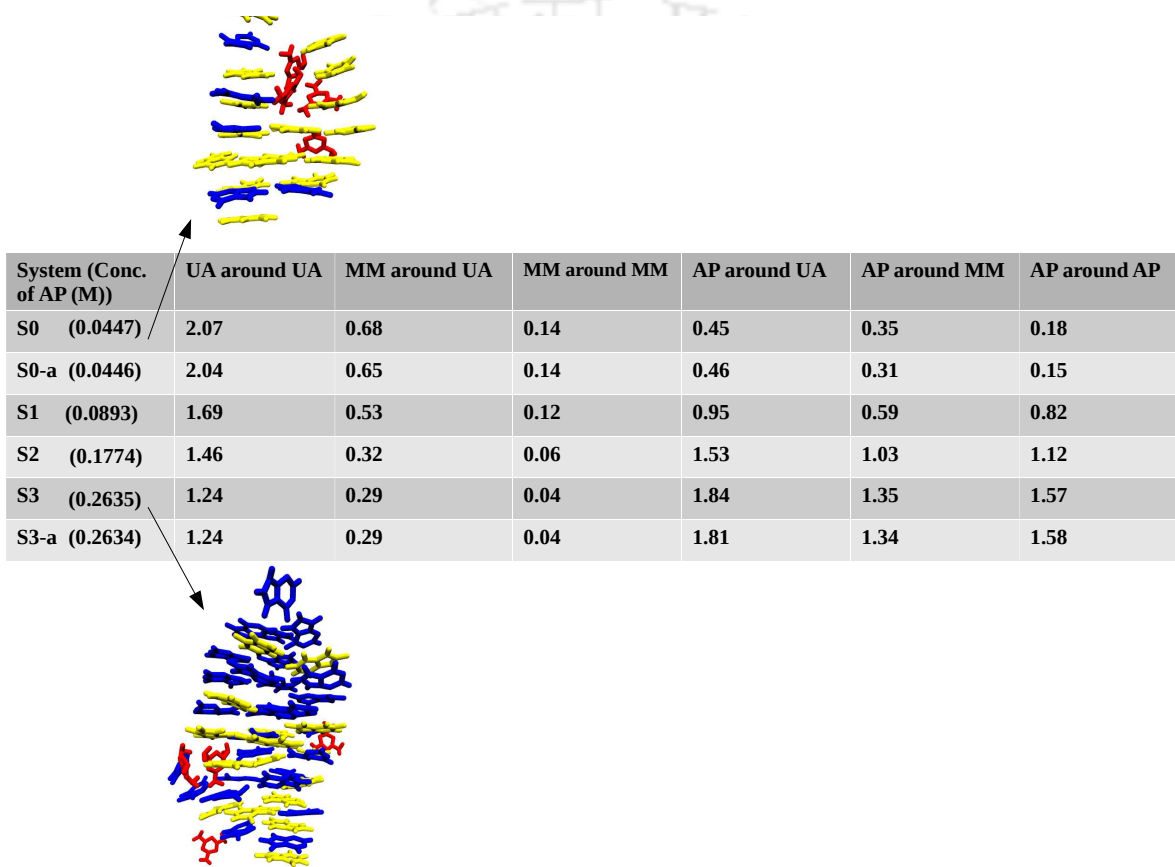 System (Conc. of AP (M)) UA around UA MM around UA MM around MM AP around UA AP around MM AP around AP
S0 (0.0447) 2.07 0.68 0.14 0.45 0.35 0.18
S0-a (0.0446) 2.04 0.65 0.14 0.46 0.31 0.15
S1 (0.0893) 1.69 0.53 0.12 0.95 0.59 0.82
S2 (0.1774) 1.46 0.32 0.06 1.53 1.03 1.12
S3 (0.2635) 1.24 0.29 0.04 1.84 1.35 1.57
S3-a (0.2634) 1.24 0.29 0.04 1.81 1.34 1.58